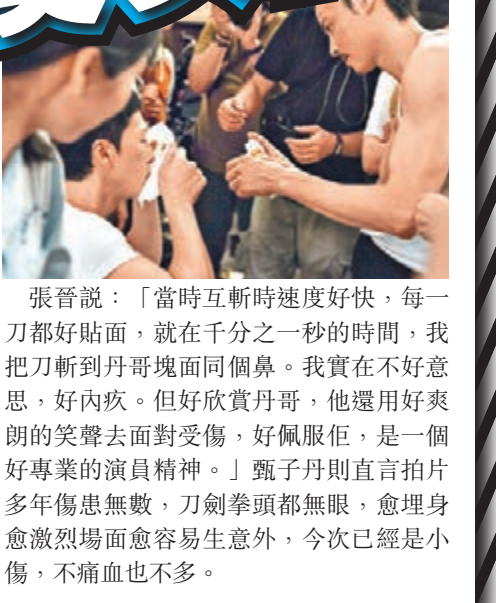 張晉説：「當時互斬時速度好快，每一
刀都好貼面，就在千分之一秒的時間，我
把刀斬到丹哥塊面同個鼻。我實在不好意
思，好內疚。但好欣賞丹哥，他還用好爽
朗的笑聲去面對受傷，好佩服佢，是一個
好專業的演員精神。」甄子丹則直言拍片
多年傷患無數，刀劍拳頭都無眼，愈埋身
愈激烈場面愈容易生意外，今次已經是小
傷，不痛血也不多。